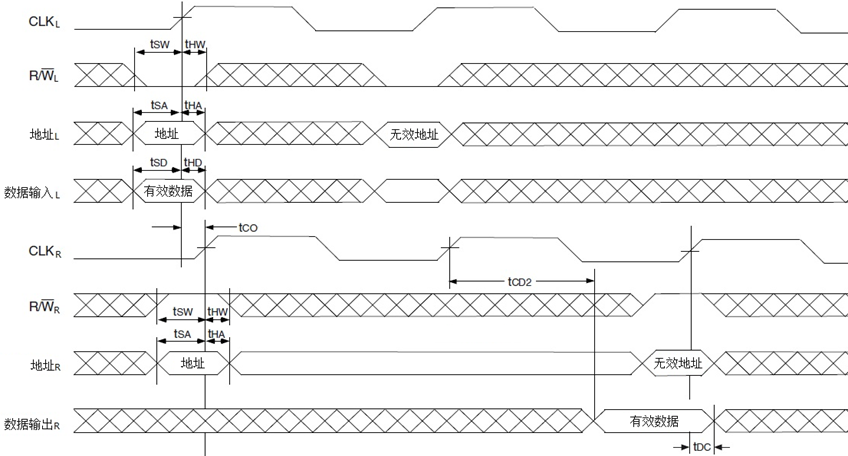 CLKL
tSW tHW
R/W̅L
tSA tHA
地址L 地址 无效地址
tSD tHD
数据输入L 有效数据
tCO
CLKR
tCD2
R/W̅R
tSW tHW
tSA tHA
地址R 地址 无效地址
数据输出R 有效数据
tDC